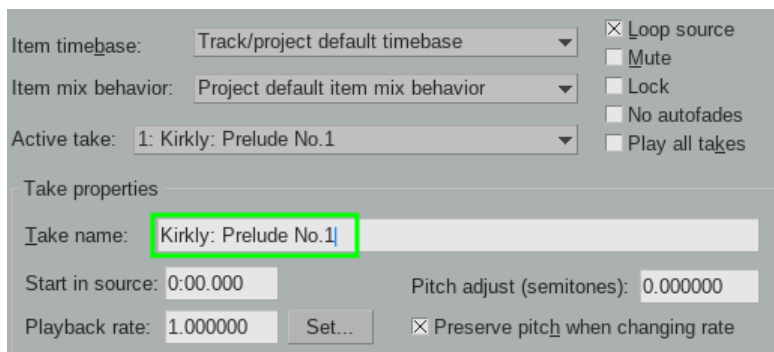 Item timebase: Track/project default timebase
Loop source
Mute
Item mix behavior: Project default item mix behavior
Lock
No autofades
Active take: 1: Kirkly: Prelude No.1
Play all takes
Take properties
Take name: Kirkly: Prelude No.1
Start in source: 0:00.000 Pitch adjust (semitones): 0.000000
Playback rate: 1.000000 Set... Preserve pitch when changing rate